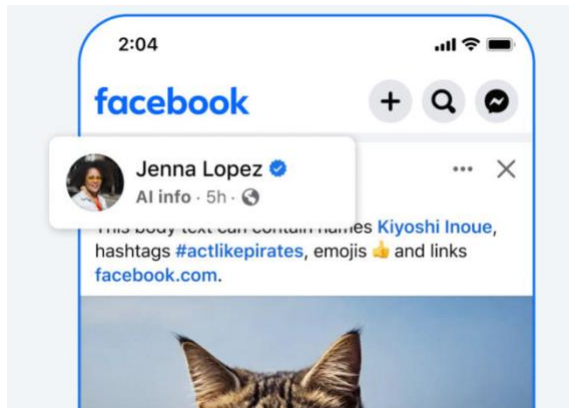 2:04
facebook
Jenna Lopez
AI info · 5h ·
This body text can contain names Kiyoshi Inoue,
hashtags #actlikepirates, emojis 👍 and links
facebook.com.